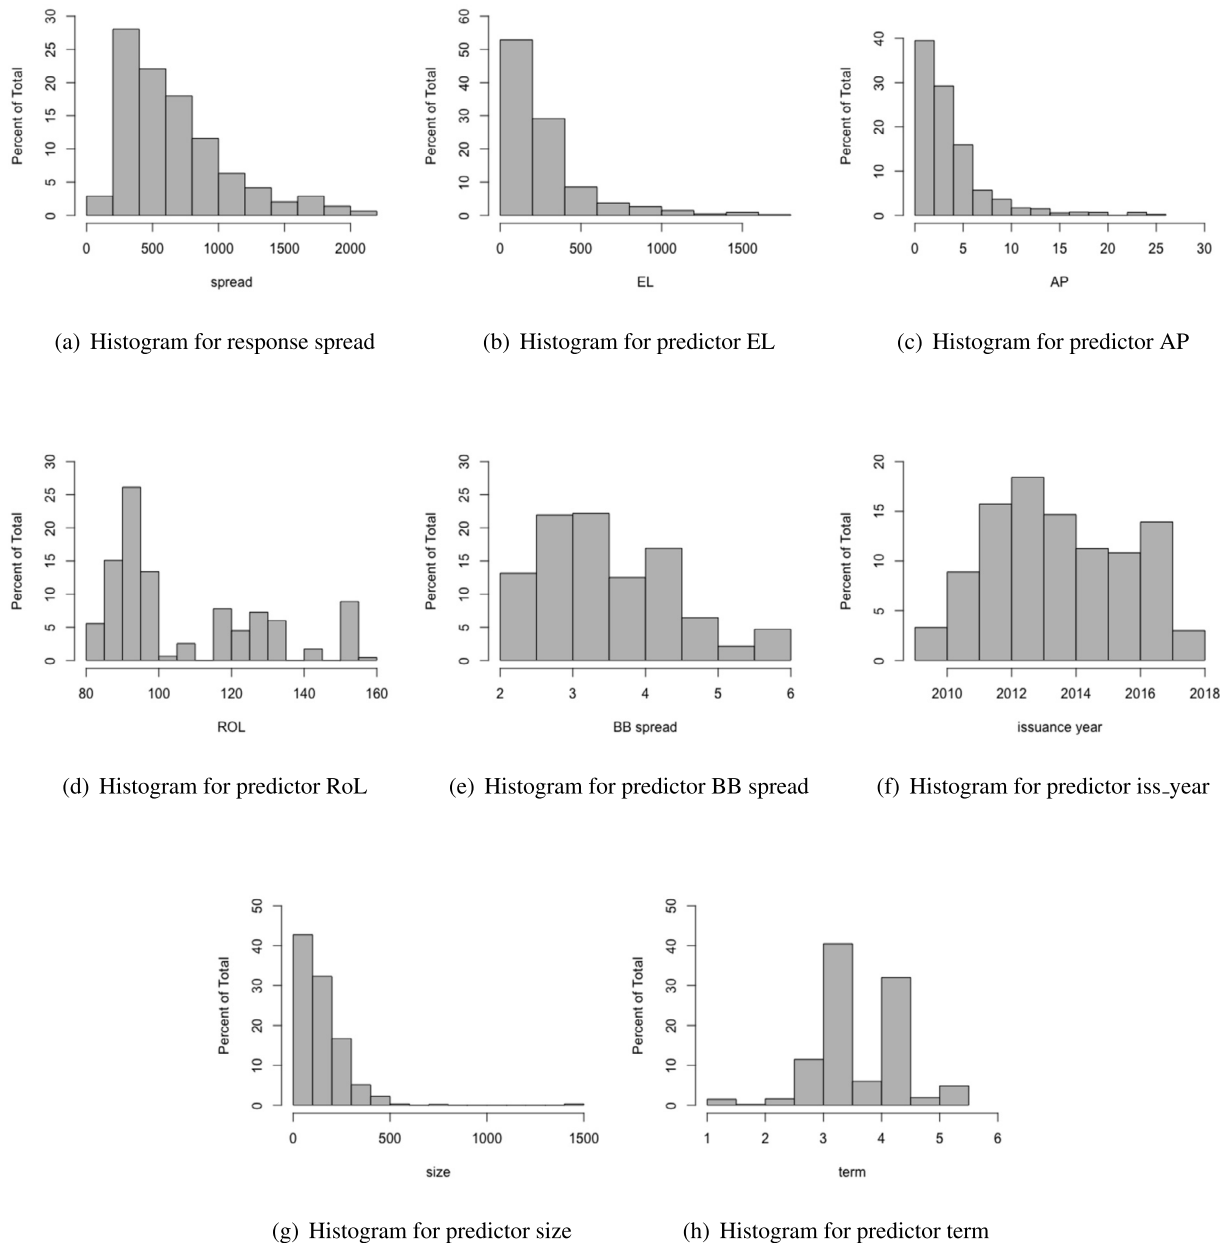 Percent of Total
0 5 10 15 20 25 30
0 500 1000 1500 2000
spread
(a) Histogram for response spread
Percent of Total
0 10 20 30 40 50 60
0 500 1000 1500
EL
(b) Histogram for predictor EL
Percent of Total
0 10 20 30 40
0 5 10 15 20 25 30
AP
(c) Histogram for predictor AP
Percent of Total
0 5 10 15 20 25 30
80 100 120 140 160
ROL
(d) Histogram for predictor RoL
Percent of Total
0 5 10 15 20 25 30
2 3 4 5 6
BB spread
(e) Histogram for predictor BB spread
Percent of Total
0 5 10 15 20
2010 2012 2014 2016 2018
issuance year
(f) Histogram for predictor iss_year
Percent of Total
0 10 20 30 40 50
0 500 1000 1500
size
(g) Histogram for predictor size
Percent of Total
0 10 20 30 40 50
1 2 3 4 5 6
term
(h) Histogram for predictor term